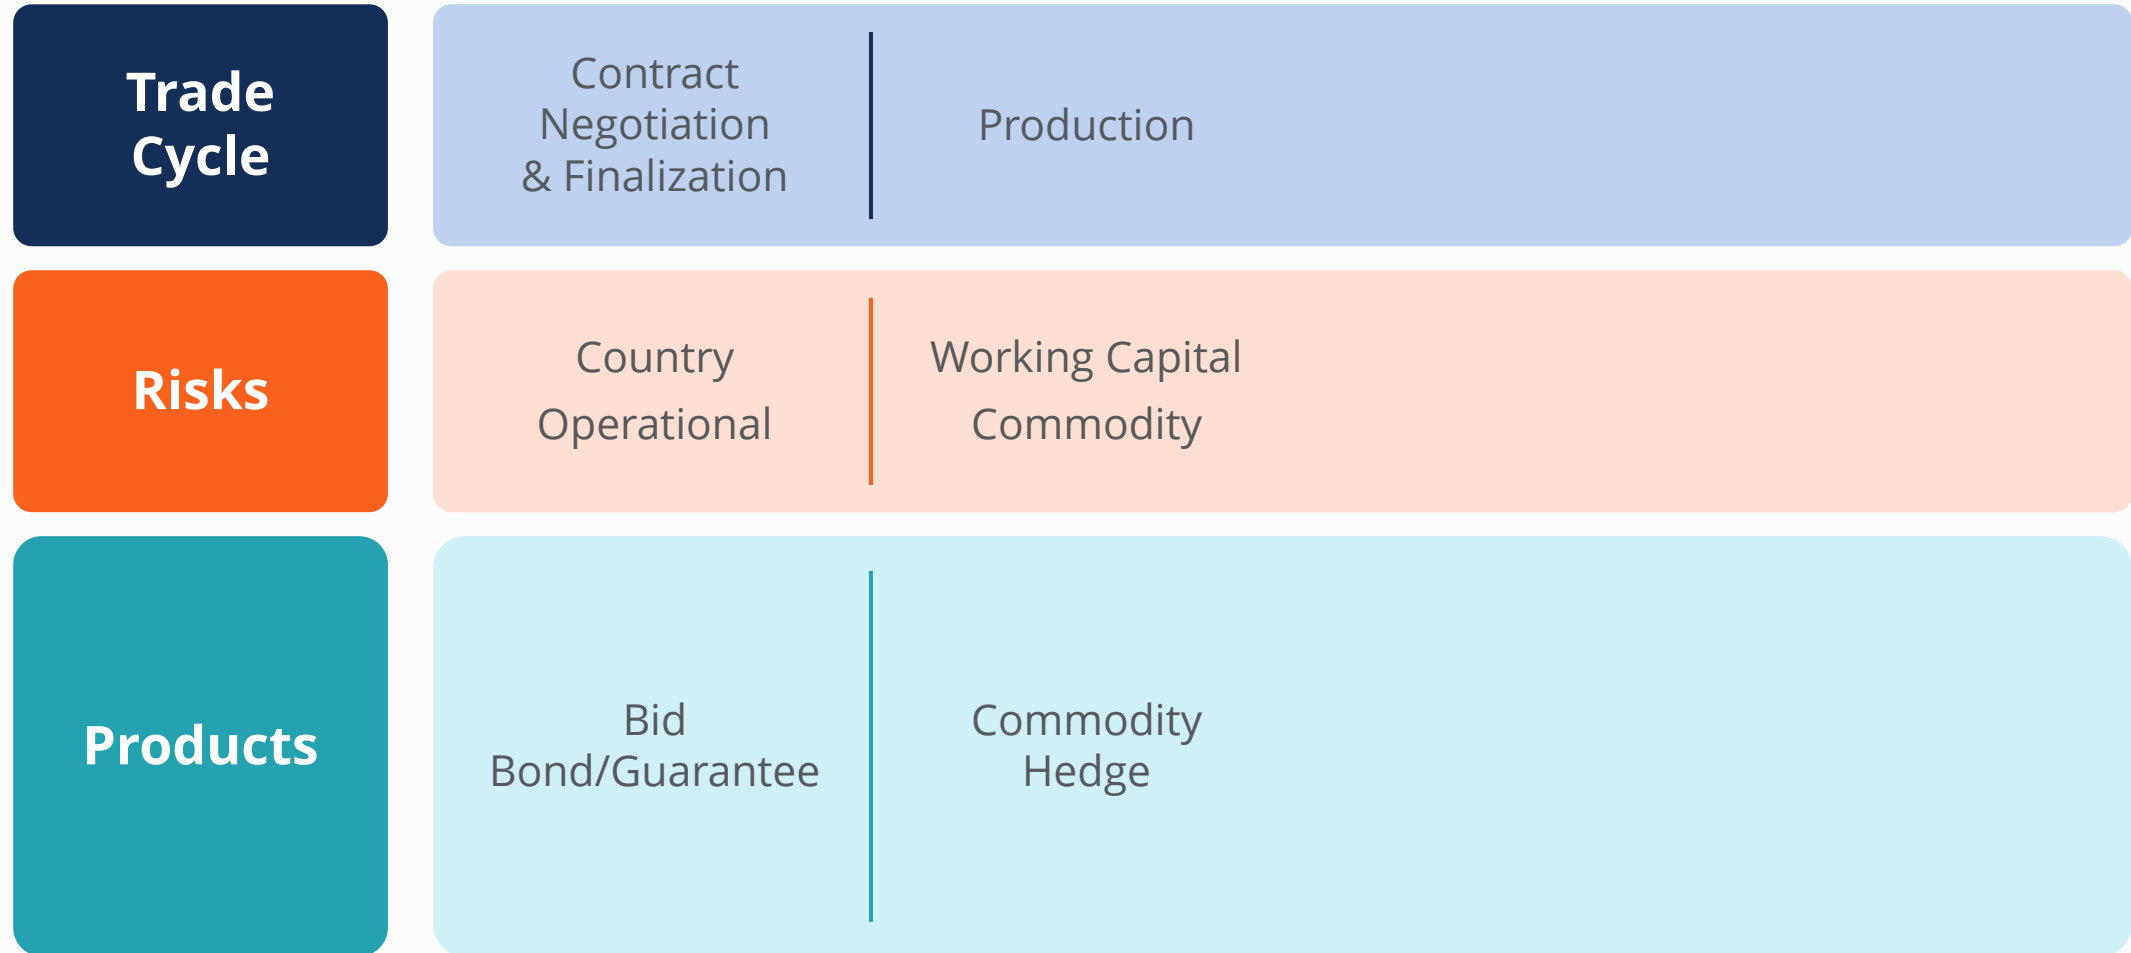 Trade
Cycle
Contract
Negotiation
& Finalization
Production
Risks
Country
Operational
Working Capital
Commodity
Products
Bid
Bond/Guarantee
Commodity
Hedge